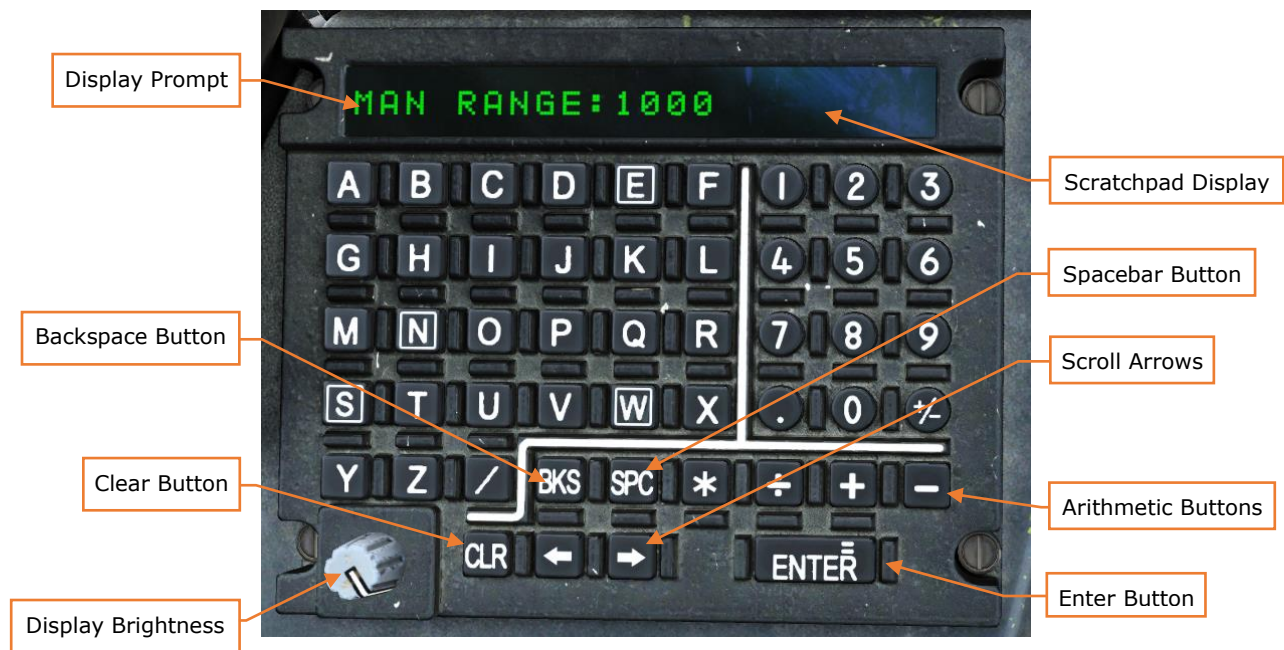 Display Prompt
MAN RANGE:1000
Scratchpad Display
A B C D E F 1 2 3
G H I J K L 4 5 6
Spacebar Button
Backspace Button
M N O P Q R 7 8 9
Scroll Arrows
S T U V W X . 0 +/-
Clear Button
Y Z / BKS SPC * ÷ + -
Arithmetic Buttons
CLR ← → ENTER =
Enter Button
Display Brightness